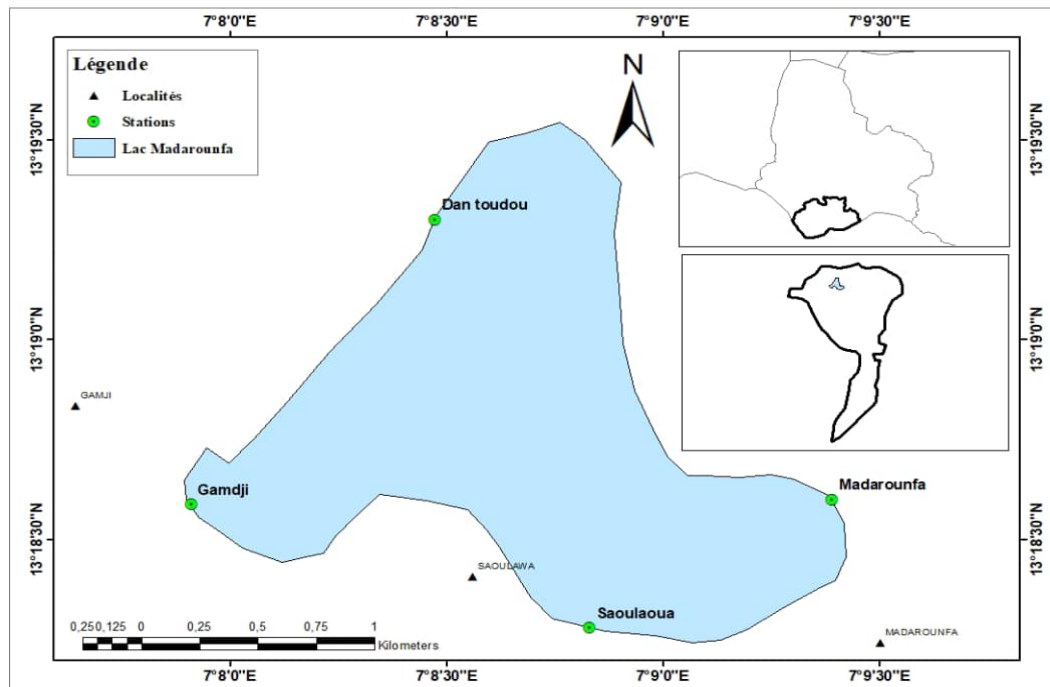 7°8'0"E 7°8'30"E 7°9'0"E 7°9'30"E
Légende
Localités
Stations
Lac Madarounfa
N
13°19'30"N
13°19'30"N
Dan toudou
13°19'0"N
13°19'0"N
GAMJI
Gamdji
Madarounfa
13°18'30"N
13°18'30"N
SAOULAWA
Saoulaoua
MADAROUNFA
0,25 0,125 0 0,25 0,5 0,75 1
Kilometers
7°8'0"E 7°8'30"E 7°9'0"E 7°9'30"E